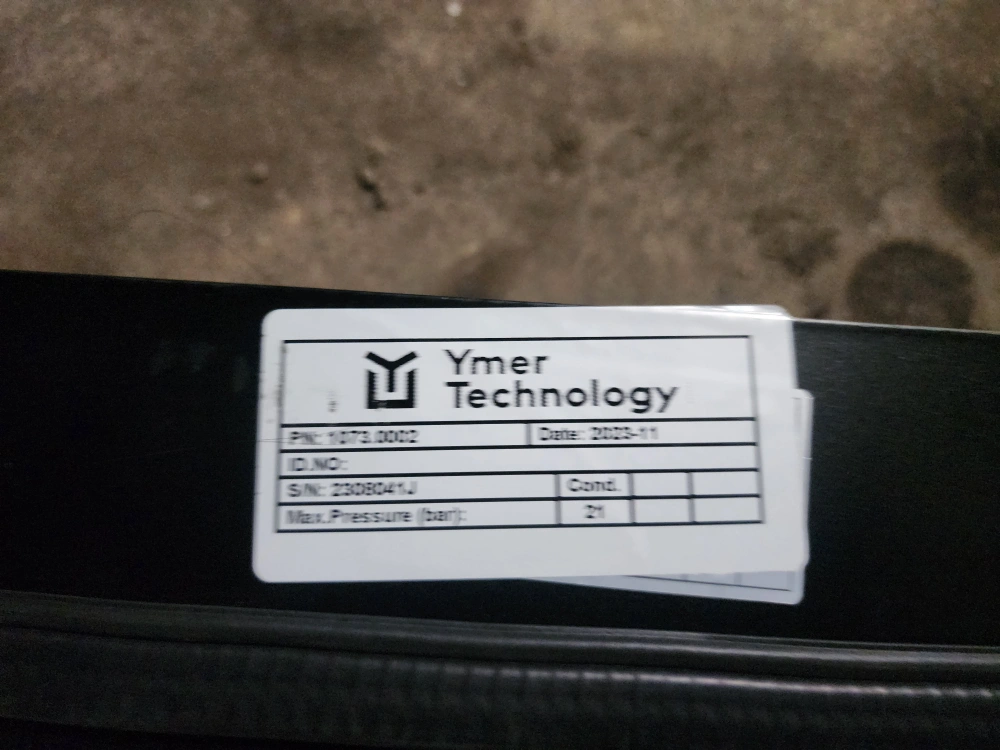 Ymer
Technology
P/N: 1073.0002 Date: 2023-11
ID.NO:
S/N: 2308041J Cond.
Max.Pressure (bar): 21